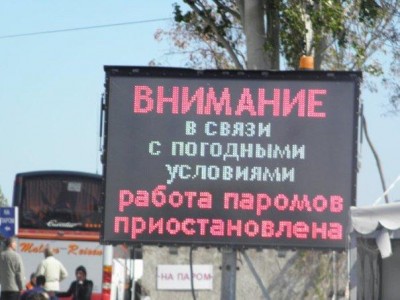 ВНИМАНИЕ
в связи
с погодными
условиями
работа паромов
приостановлена
НА ПАРОМ